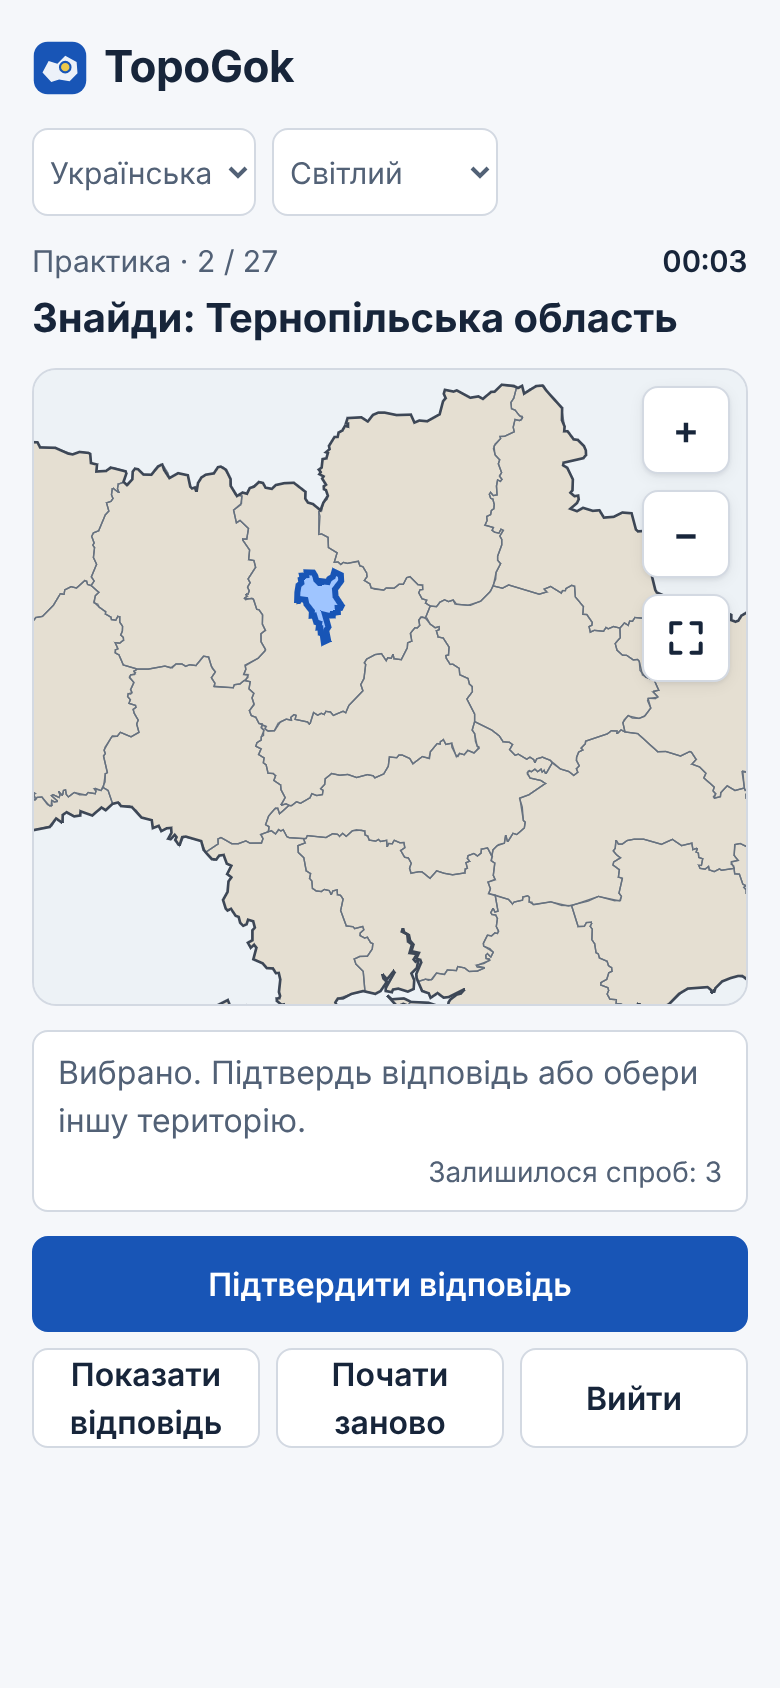 TopoGok
Українська
Світлий
Практика · 2 / 27
00:03
Знайди: Тернопільська область
+
−
Вибрано. Підтвердь відповідь або обери
іншу територію.
Залишилося спроб: 3
Підтвердити відповідь
Показати
відповідь
Почати
заново
Вийти